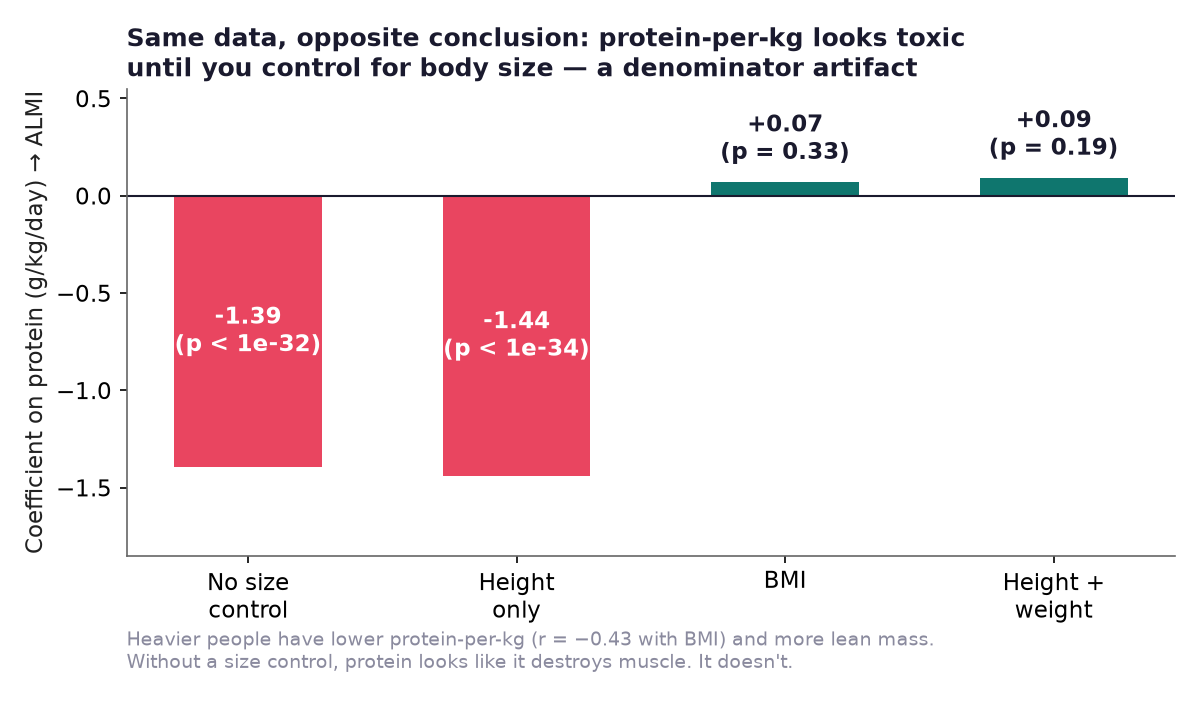 Same data, opposite conclusion: protein-per-kg looks toxic
until you control for body size — a denominator artifact
Coefficient on protein (g/kg/day) → ALMI
0.5
0.0
−0.5
−1.0
−1.5
-1.39
(p < 1e-32)
-1.44
(p < 1e-34)
+0.07
(p = 0.33)
+0.09
(p = 0.19)
No size
control
Height
only
BMI
Height +
weight
Heavier people have lower protein-per-kg (r = −0.43 with BMI) and more lean mass.
Without a size control, protein looks like it destroys muscle. It doesn't.